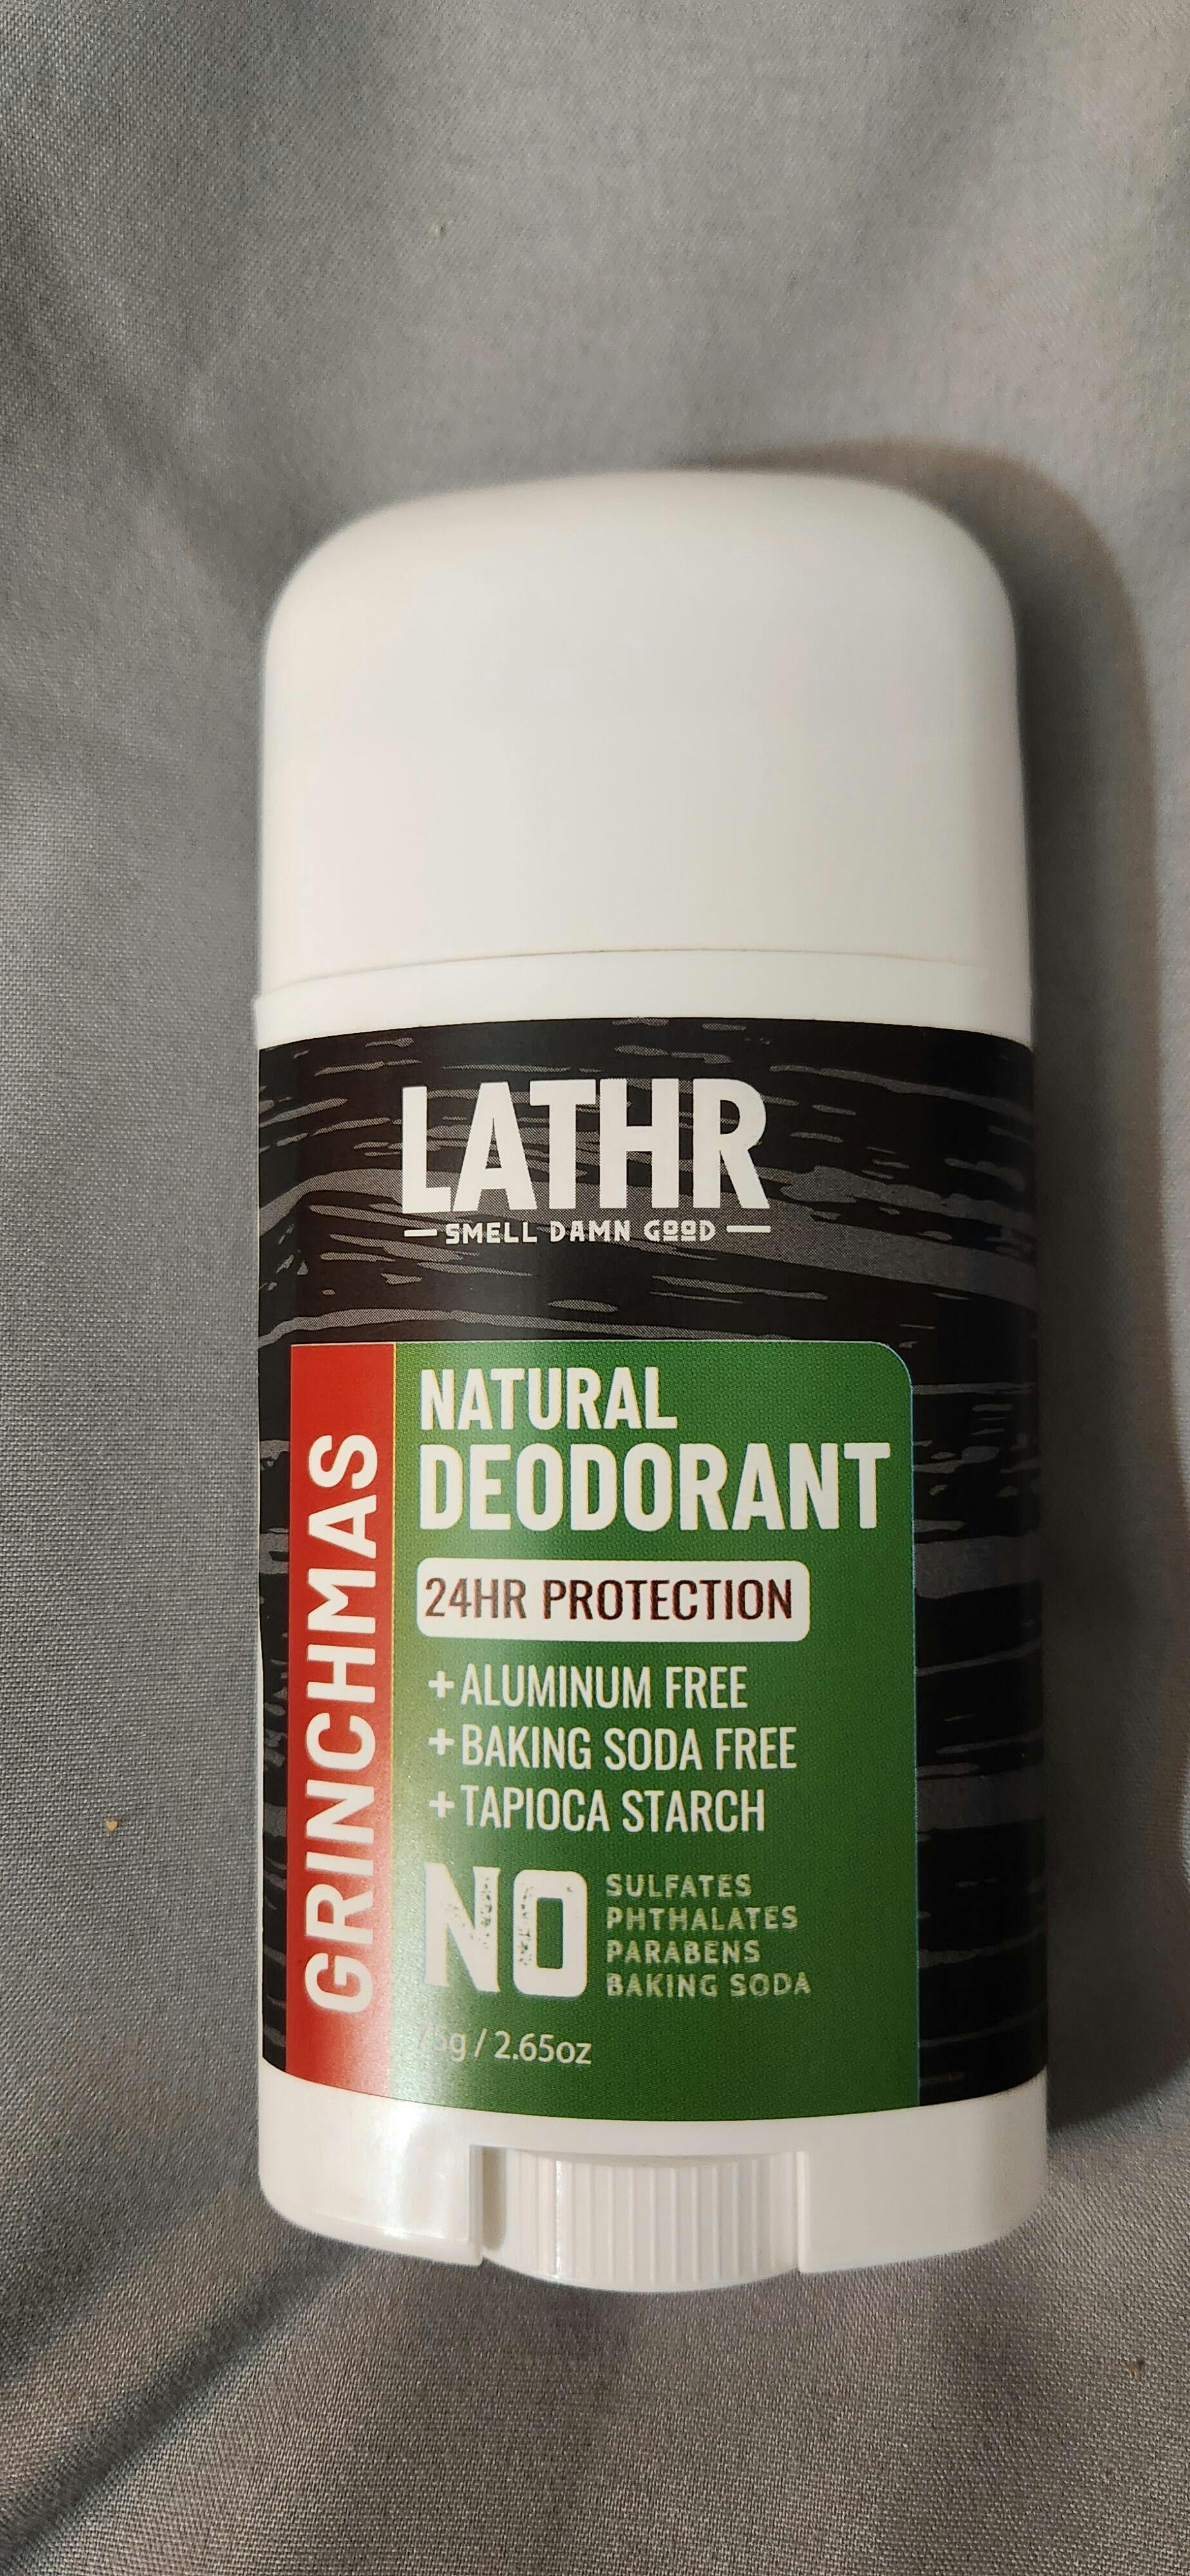 LATHR
SMELL DAMN GOOD
GRINCHMAS
NATURAL
DEODORANT
24HR PROTECTION
+ALUMINUM FREE
+BAKING SODA FREE
+TAPIOCA STARCH
NO
SULFATES
PHTHALATES
PARABENS
BAKING SODA
75g / 2.65oz